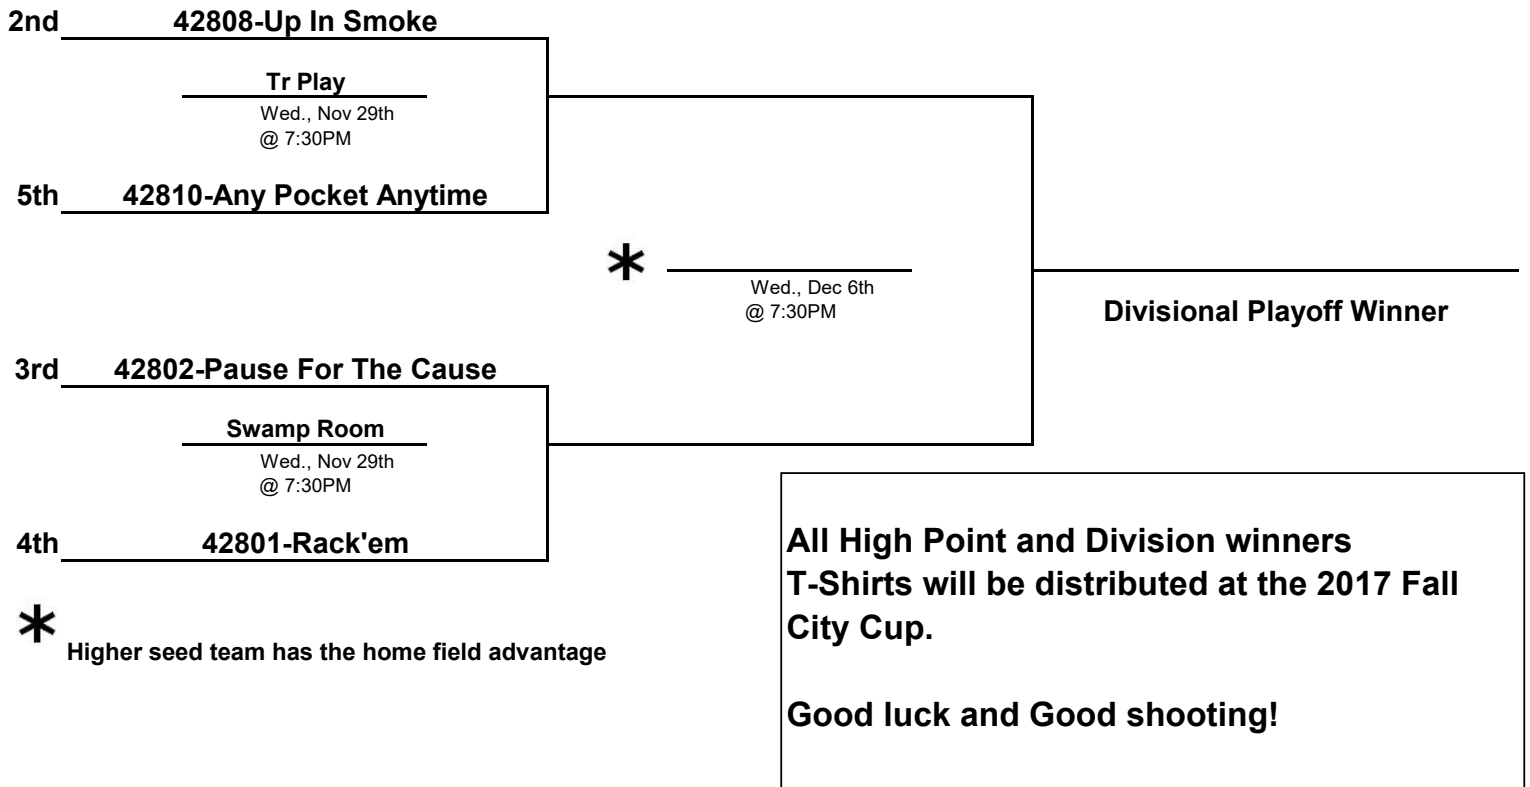 2nd 42808-Up In Smoke
Tr Play
Wed., Nov 29th
@ 7:30PM
5th 42810-Any Pocket Anytime
*
Wed., Dec 6th
@ 7:30PM
Divisional Playoff Winner
3rd 42802-Pause For The Cause
Swamp Room
Wed., Nov 29th
@ 7:30PM
4th 42801-Rack'em
* Higher seed team has the home field advantage
All High Point and Division winners
T-Shirts will be distributed at the 2017 Fall
City Cup.
Good luck and Good shooting!